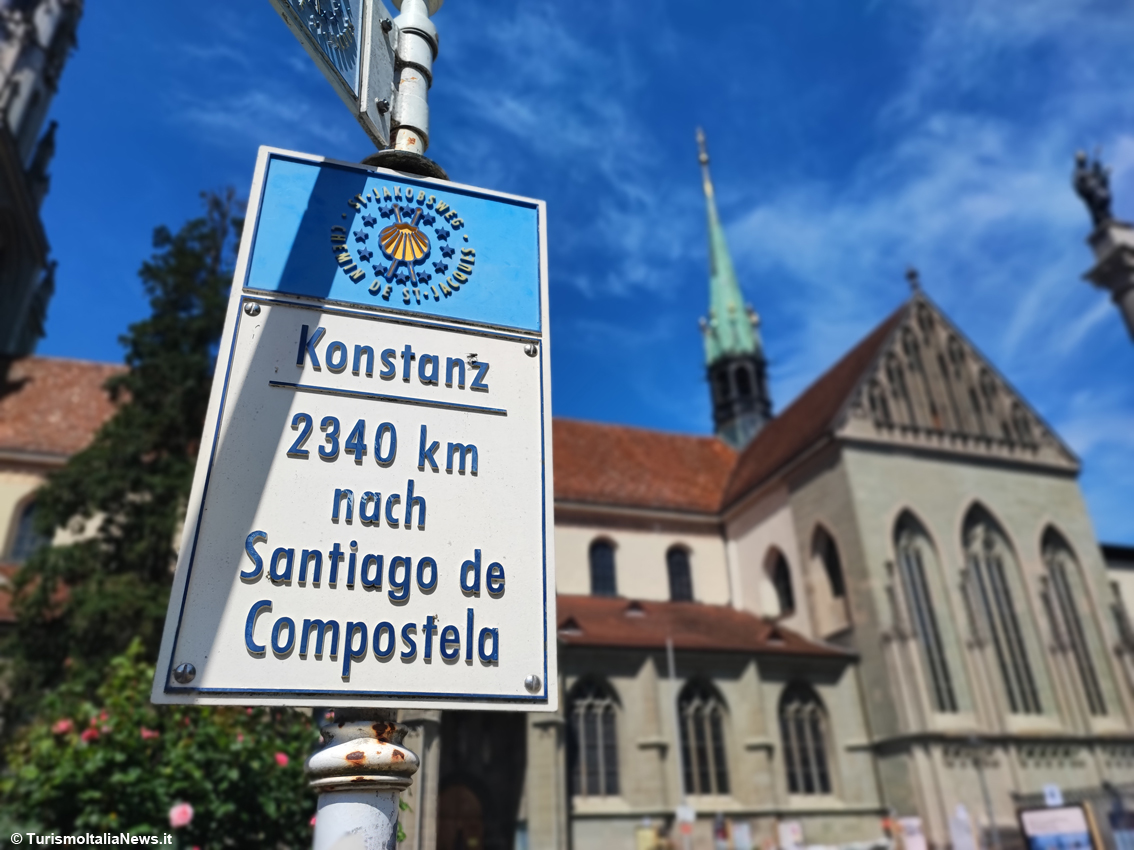 ST·JAKOBSWEG
CHEMIN DE ST·JACQUES
Konstanz
2340 km
nach
Santiago de
Compostela
© TurismoItaliaNews.it